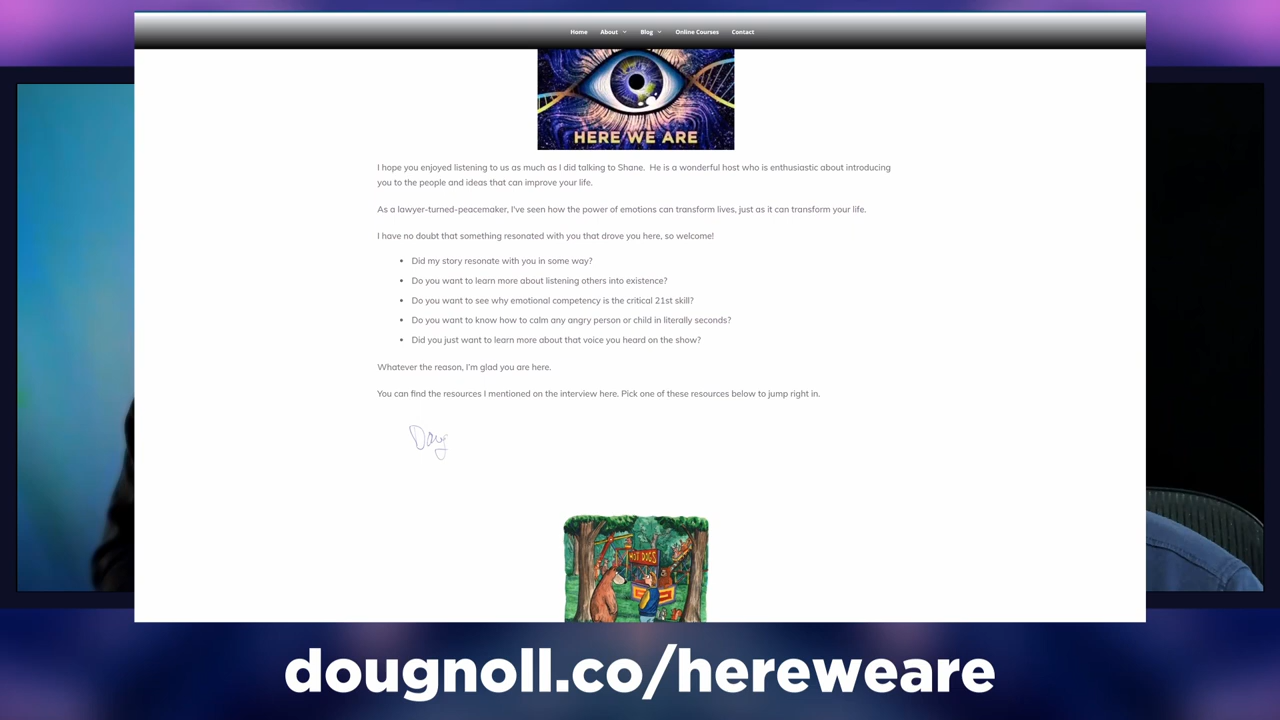 Home About Blog Online Courses Contact
HERE WE ARE
I hope you enjoyed listening to us as much as I did talking to Shane. He is a wonderful host who is enthusiastic about introducing
you to the people and ideas that can improve your life.
As a lawyer-turned-peacemaker, I've seen how the power of emotions can transform lives, just as it can transform your life.
I have no doubt that something resonated with you that drove you here, so welcome!
• Did my story resonate with you in some way?
• Do you want to learn more about listening others into existence?
• Do you want to see why emotional competency is the critical 21st skill?
• Do you want to know how to calm any angry person or child in literally seconds?
• Did you just want to learn more about that voice you heard on the show?
Whatever the reason, I'm glad you are here.
You can find the resources I mentioned on the interview here. Pick one of these resources below to jump right in.
Doug
HOT DOGS
dougnoll.co/hereweare